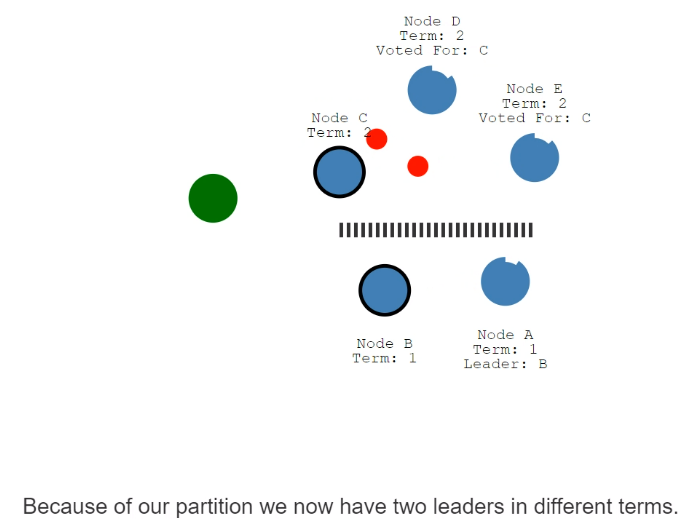 Node D
Term: 2
Voted For: C
Node E
Term: 2
Voted For: C
Node C
Term: 2
Node B
Term: 1
Node A
Term: 1
Leader: B
Because of our partition we now have two leaders in different terms.